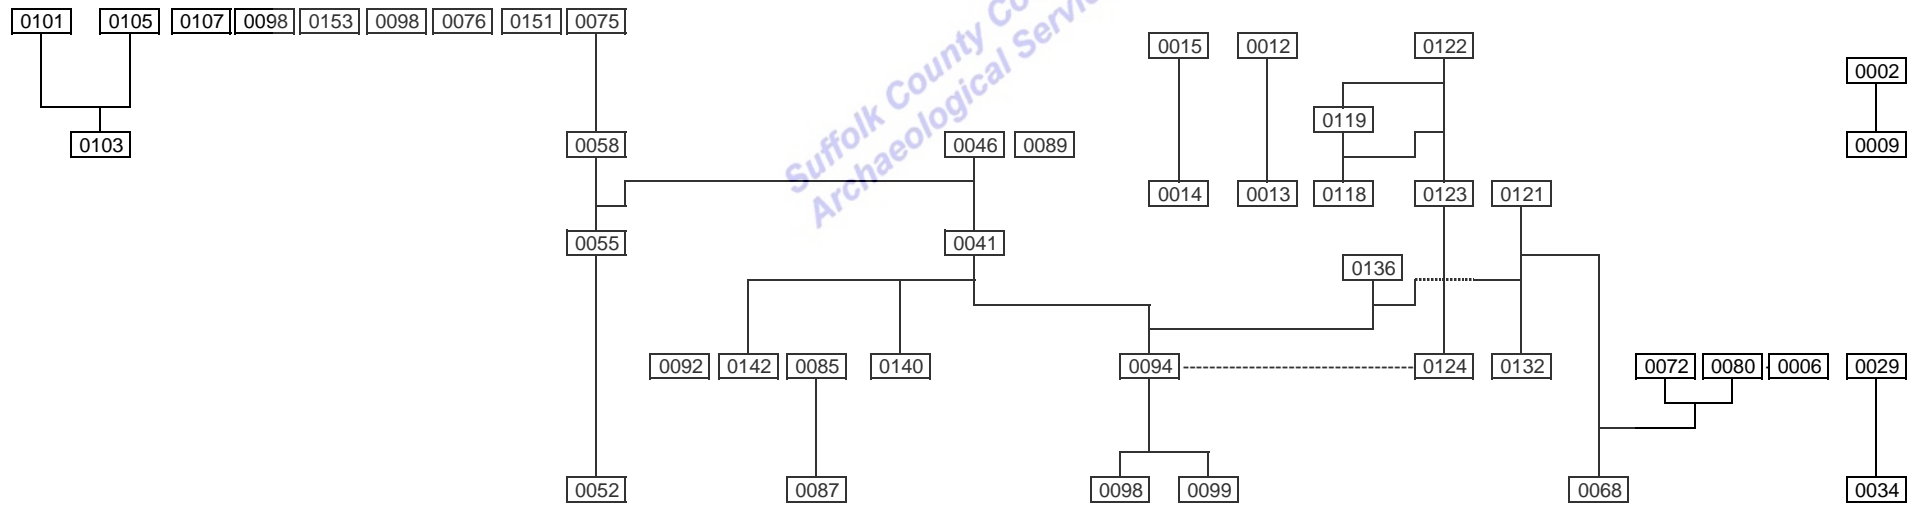 0101 0105 0107 0098 0153 0098 0076 0151 0075
0015 0012 0122
0002
0119
0103 0058 0046 0089 0009
0014 0013 0118 0123 0121
0055 0041
0136
0092 0142 0085 0140 0094 0124 0132 0072 0080 0006 0029
0052 0087 0098 0099 0068 0034
Suffolk County Co
Archaeological Servic